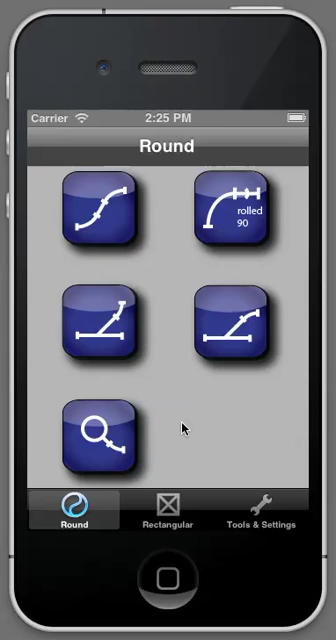 Carrier 2:25 PM
Round
rolled
90
Round Rectangular Tools & Settings